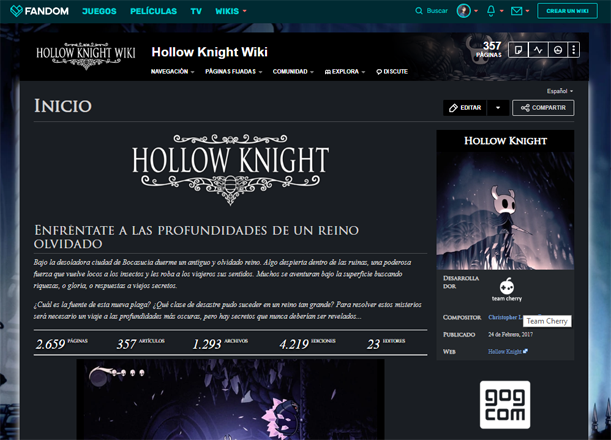 FANDOM JUEGOS PELÍCULAS TV WIKIS Buscar CREAR UN WIKI
HOLLOW KNIGHT WIKI
Hollow Knight Wiki
357
PÁGINAS
NAVEGACIÓN PÁGINAS FIJADAS COMUNIDAD EXPLORA DISCUTE
Español
INICIO
EDITAR COMPARTIR
HOLLOW KNIGHT
HOLLOW KNIGHT
ENFRÉNTATE A LAS PROFUNDIDADES DE UN REINO
OLVIDADO
Bajo la desoladora ciudad de Bocasucia duerme un antiguo y olvidado reino. Algo despierta dentro de las ruinas, una poderosa
fuerza que vuelve locos a los insectos y les roba a los viajeros sus sentidos. Muchos se aventuran bajo la superficie buscando
riquezas, o gloria, o respuestas a viejos secretos.
¿Cuál es la fuente de esta nueva plaga? ¿Qué clase de desastre pudo suceder en un reino tan grande? Para resolver estos misterios
será necesario un viaje a las profundidades más oscuras, pero hay secretos que nunca deberían ser revelados...
2.659 PÁGINAS 357 ARTÍCULOS 1.293 ARCHIVOS 4.219 EDICIONES 23 EDITORES
DESARROLLA
DOR
team cherry
COMPOSITOR Christopher
Team Cherry
PUBLICADO 24 de Febrero, 2017
WEB Hollow Knight
gog
com